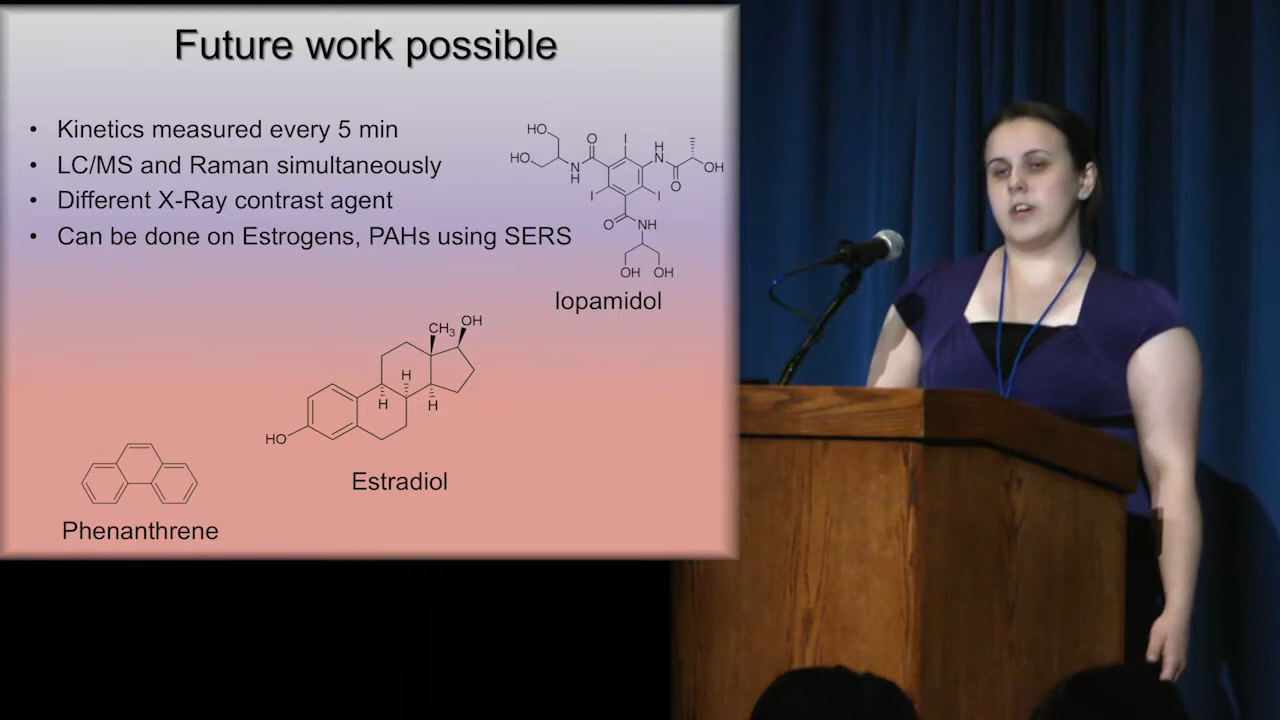 Future work possible
• Kinetics measured every 5 min
• LC/MS and Raman simultaneously
• Different X-Ray contrast agent
• Can be done on Estrogens, PAHs using SERS
HO
O
I
HO
N
H
H
N
OH
O
I
I
O
NH
OH OH
Iopamidol
CH3
OH
H
H
H
HO
Estradiol
Phenanthrene